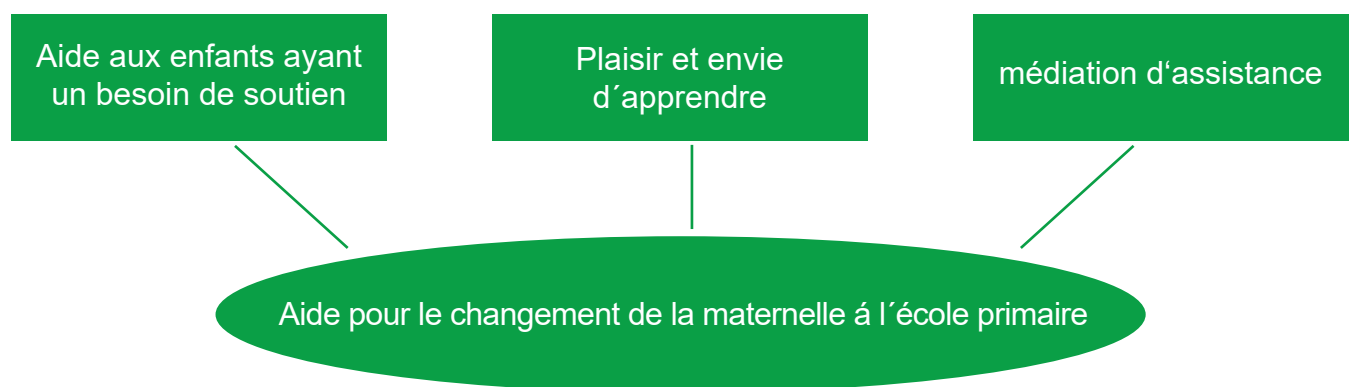 Aide aux enfants ayant
un besoin de soutien
Plaisir et envie
d´apprendre
médiation d‘assistance
Aide pour le changement de la maternelle á l´école primaire